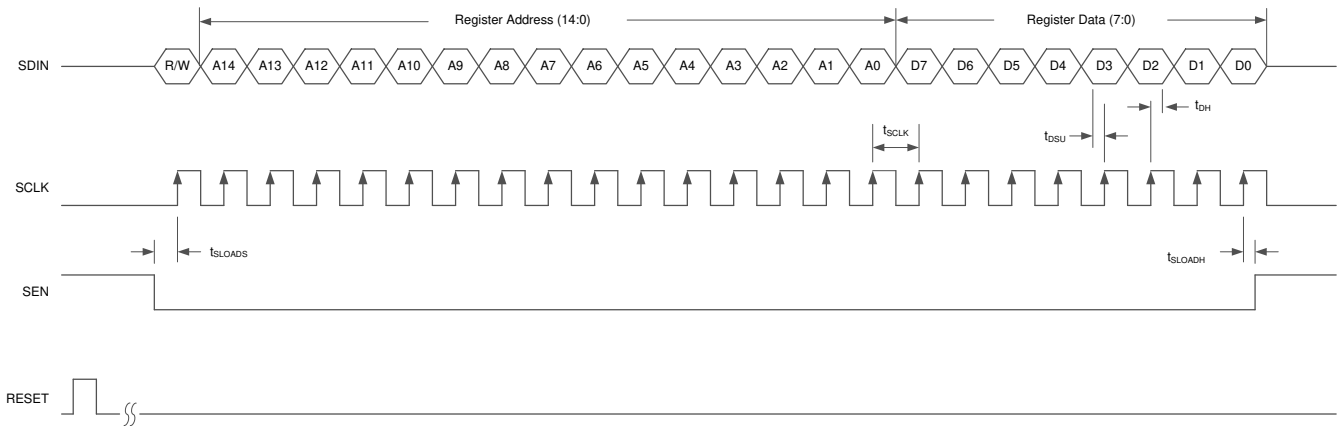 Register Address (14:0) Register Data (7:0)
SDIN R/W A14 A13 A12 A11 A10 A9 A8 A7 A6 A5 A4 A3 A2 A1 A0 D7 D6 D5 D4 D3 D2 D1 D0
tDH
tSCLK
tDSU
SCLK
tSLOADS tSLOADH
SEN
RESET